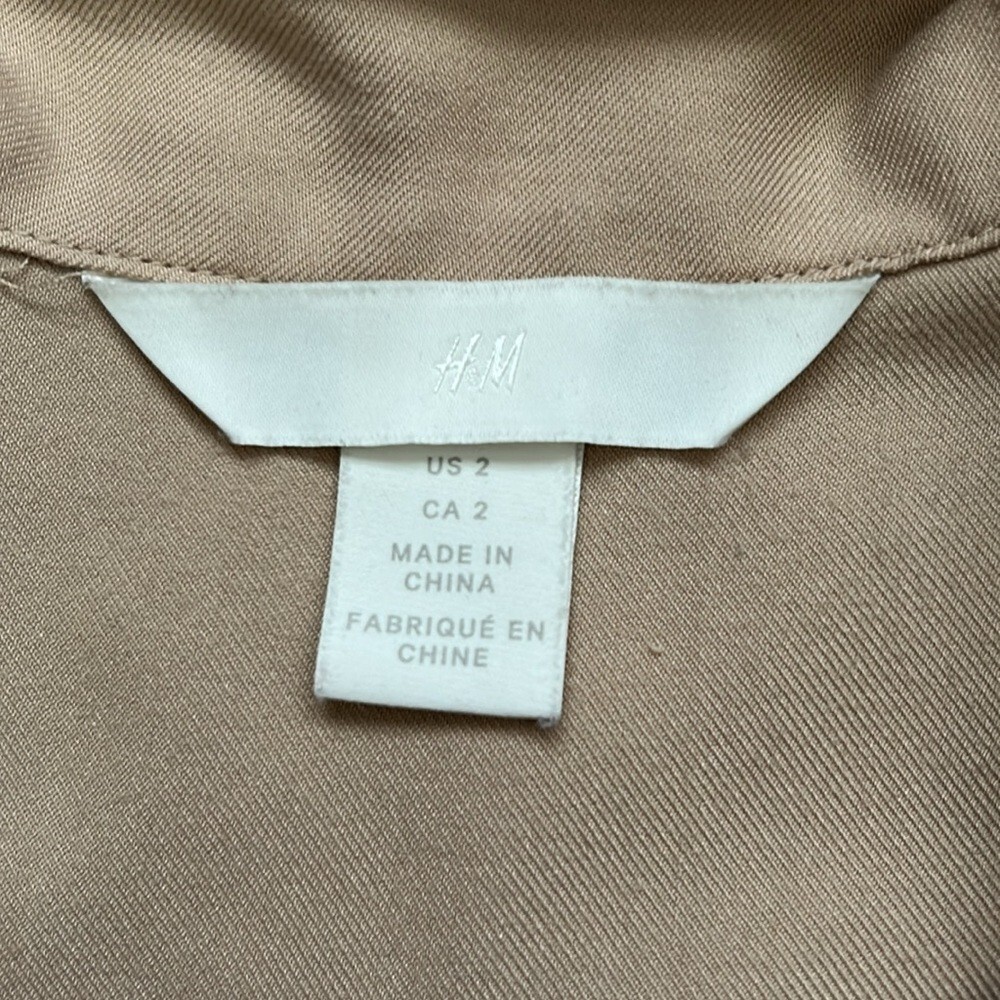 H&M
US 2
CA 2
MADE IN
CHINA
FABRIQUÉ EN
CHINE